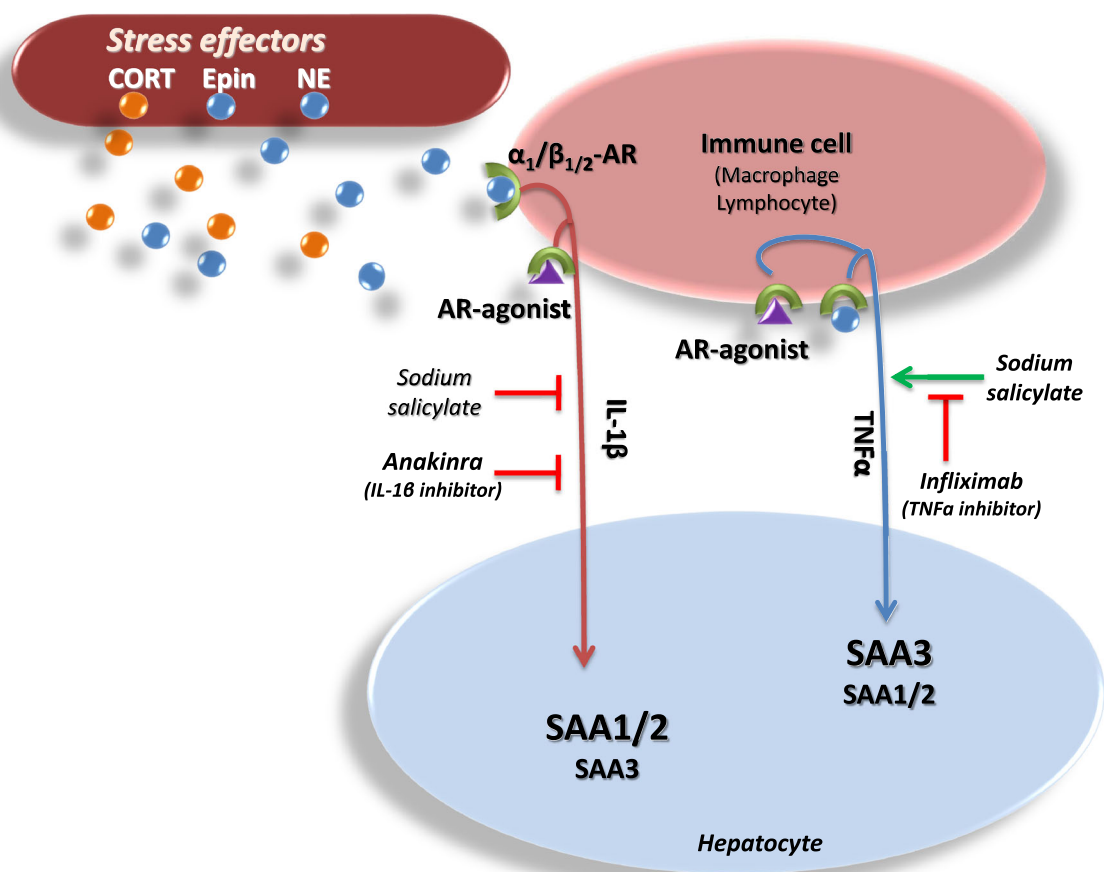 Stress effectors
CORT Epin NE
α1/β1/2-AR
Immune cell
(Macrophage
Lymphocyte)
AR-agonist
AR-agonist
Sodium
salicylate
Anakinra
(IL-1β inhibitor)
IL-1β
TNFα
Sodium
salicylate
Infliximab
(TNFα inhibitor)
SAA1/2
SAA3
SAA3
SAA1/2
Hepatocyte